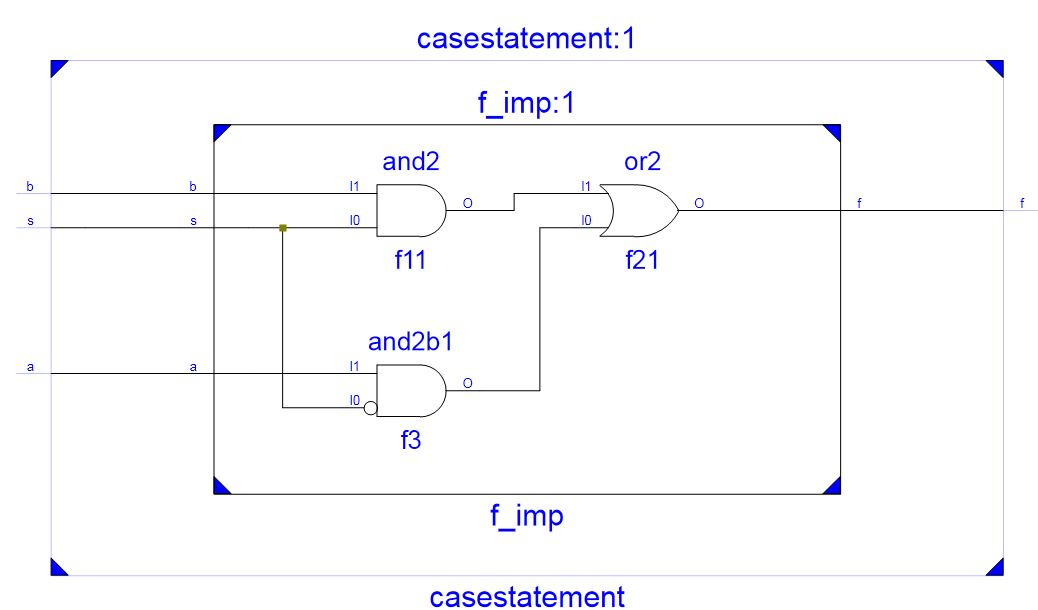 casestatement:1
f_imp:1
and2
or2
b
b
I1
O
I1
O
f
f
s
s
I0
I0
f11
f21
and2b1
a
a
I1
O
I0
f3
f_imp
casestatement